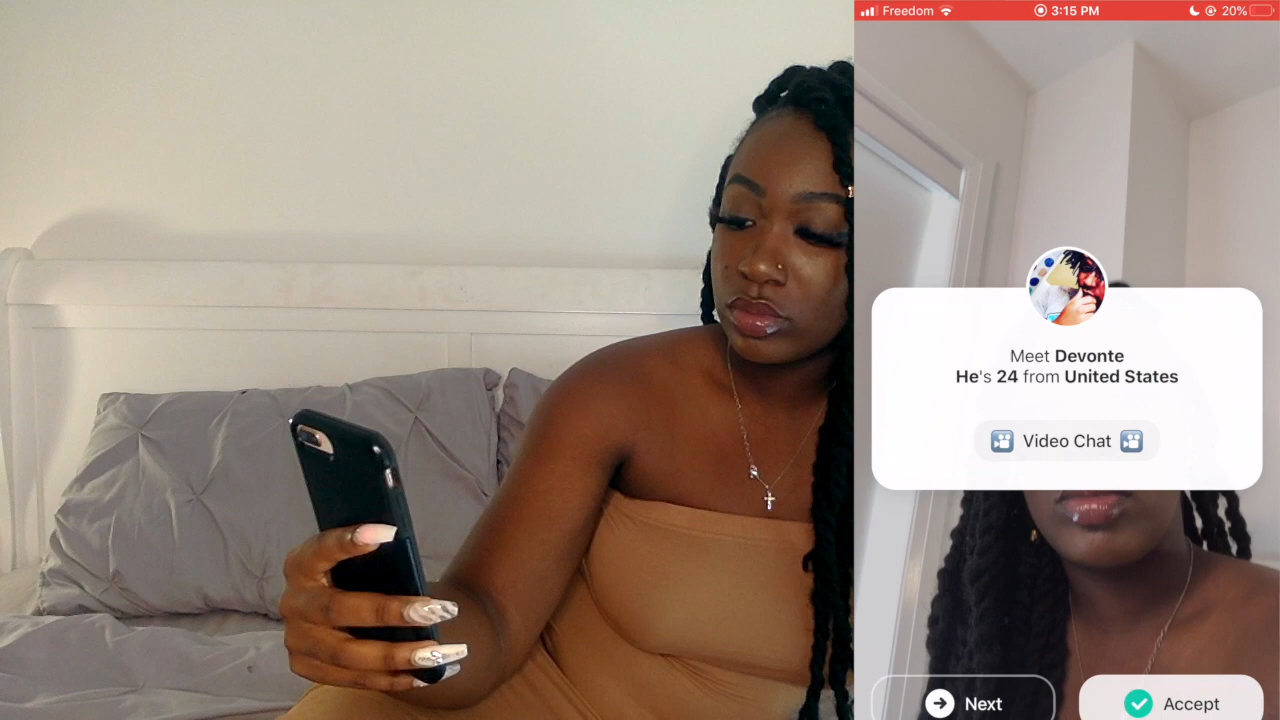 Freedom 3:15 PM 20%
Meet Devonte
He's 24 from United States
Video Chat
Next
Accept